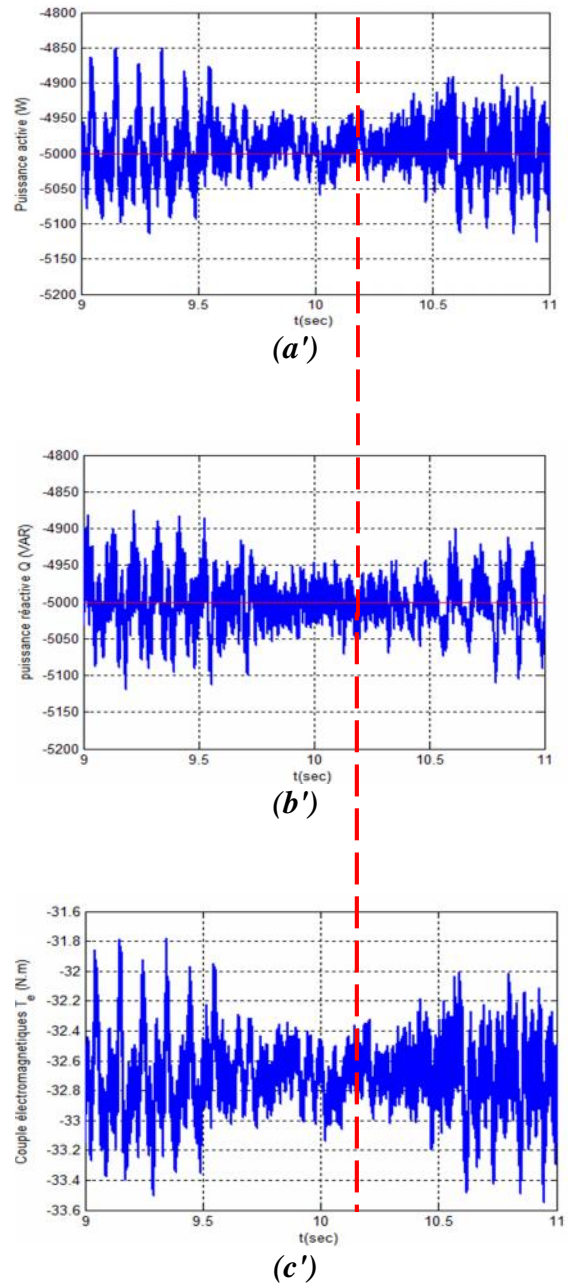 -4800
-4850
-4900
-4950
-5000
-5050
-5100
-5150
-5200
Puissance active (W)
9 9.5 10 10.5 11
t(sec)
(a')
-4800
-4850
-4900
-4950
-5000
-5050
-5100
-5150
-5200
puissance réactive Q (VAR)
9 9.5 10 10.5 11
t(sec)
(b')
-31.6
-31.8
-32
-32.2
-32.4
-32.6
-32.8
-33
-33.2
-33.4
-33.6
Couple électromagnetiques T_e (N.m)
9 9.5 10 10.5 11
t(sec)
(c')